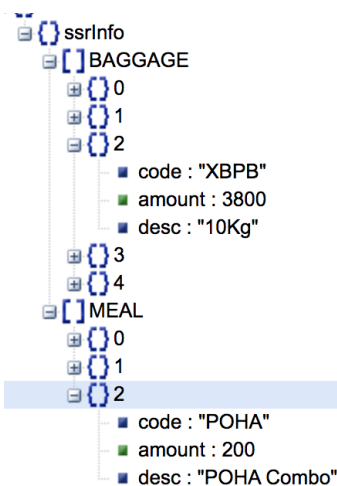 {} ssrInfo
[] BAGGAGE
{} 0
{} 1
{} 2
code : "XBPB"
amount : 3800
desc : "10Kg"
{} 3
{} 4
[] MEAL
{} 0
{} 1
{} 2
code : "POHA"
amount : 200
desc : "POHA Combo"